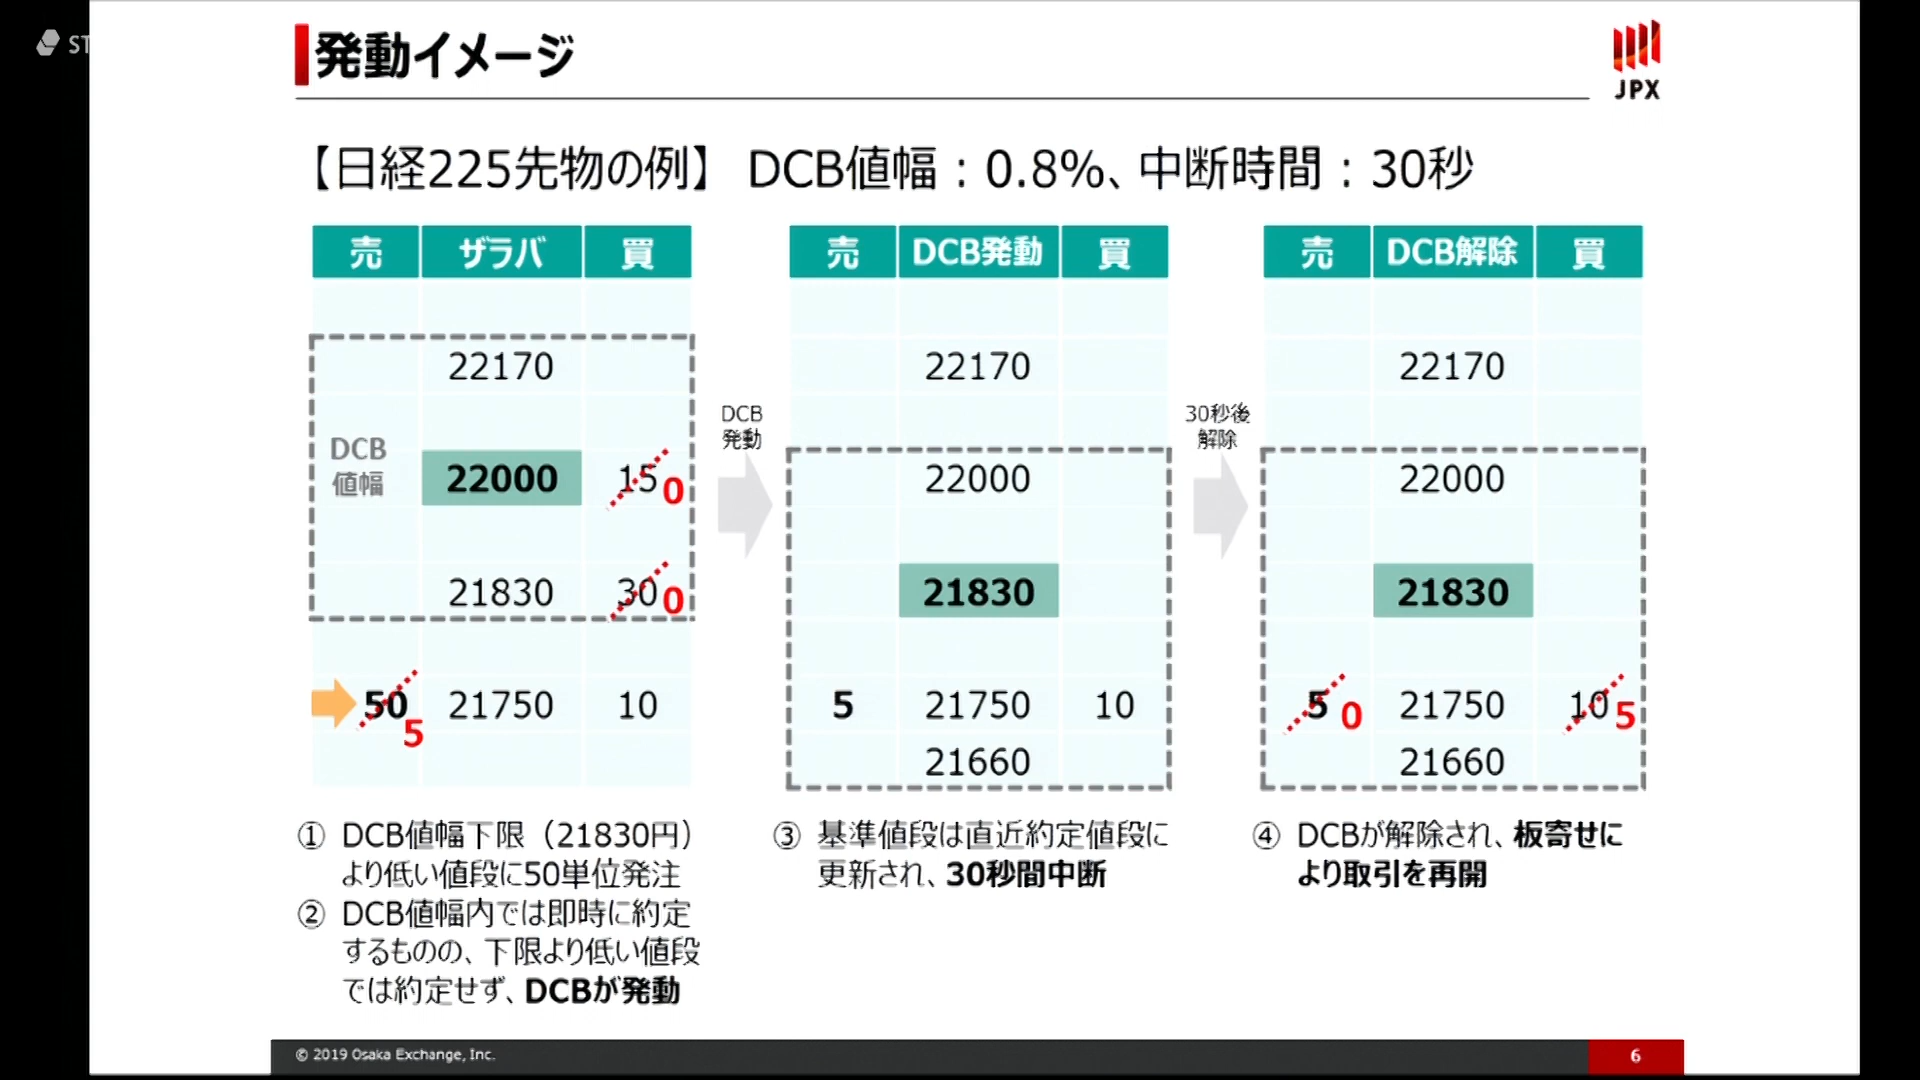 ST
発動イメージ
JPX
【日経225先物の例】 DCB値幅：0.8%、中断時間：30秒
売 ザラバ 買
22170
DCB
値幅
22000 15 0
21830 30 0
50 5 21750 10
DCB
発動
売 DCB発動 買
22170
22000
21830
5 21750 10
21660
30秒後
解除
売 DCB解除 買
22170
22000
21830
5 0 21750 10 5
21660
① DCB値幅下限（21830円）
より低い値段に50単位発注
② DCB値幅内では即時に約定
するものの、下限より低い値段
では約定せず、DCBが発動
③ 基準値段は直近約定値段に
更新され、30秒間中断
④ DCBが解除され、板寄せに
より取引を再開
© 2019 Osaka Exchange, Inc.
6